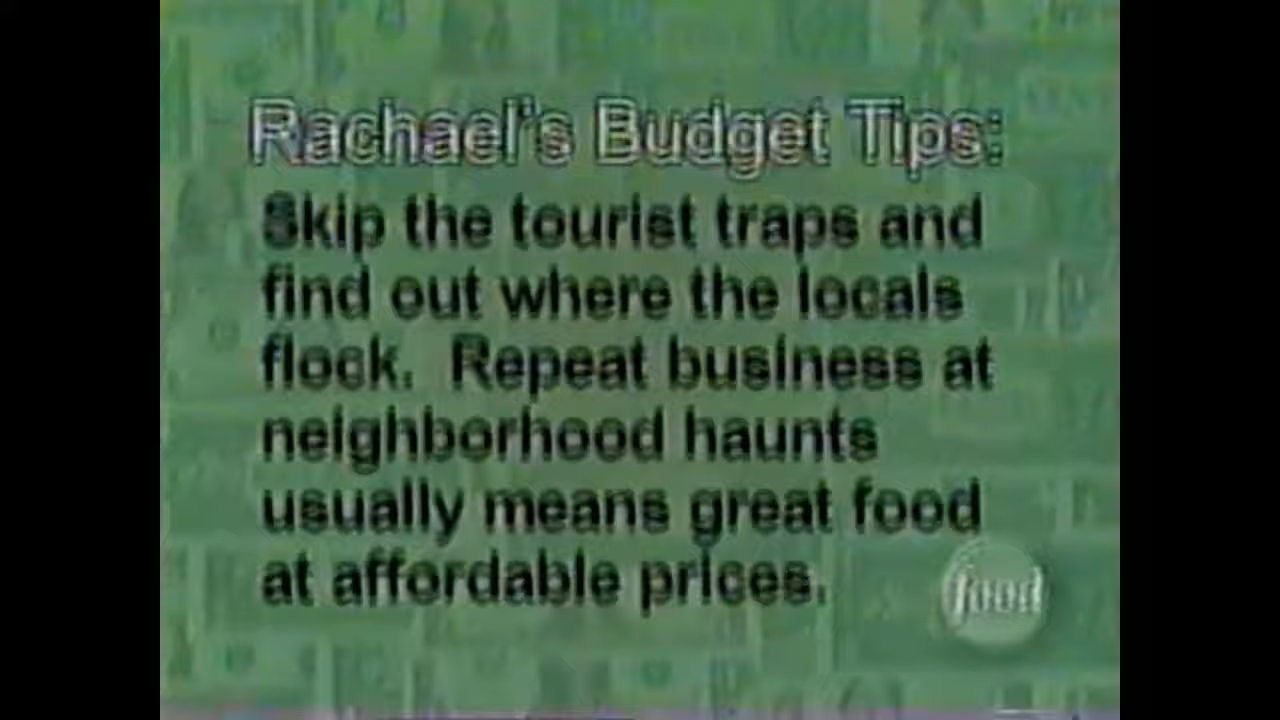 Rachael's Budget Tips:
Skip the tourist traps and
find out where the locals
flock. Repeat business at
neighborhood haunts
usually means great food
at affordable prices.
food